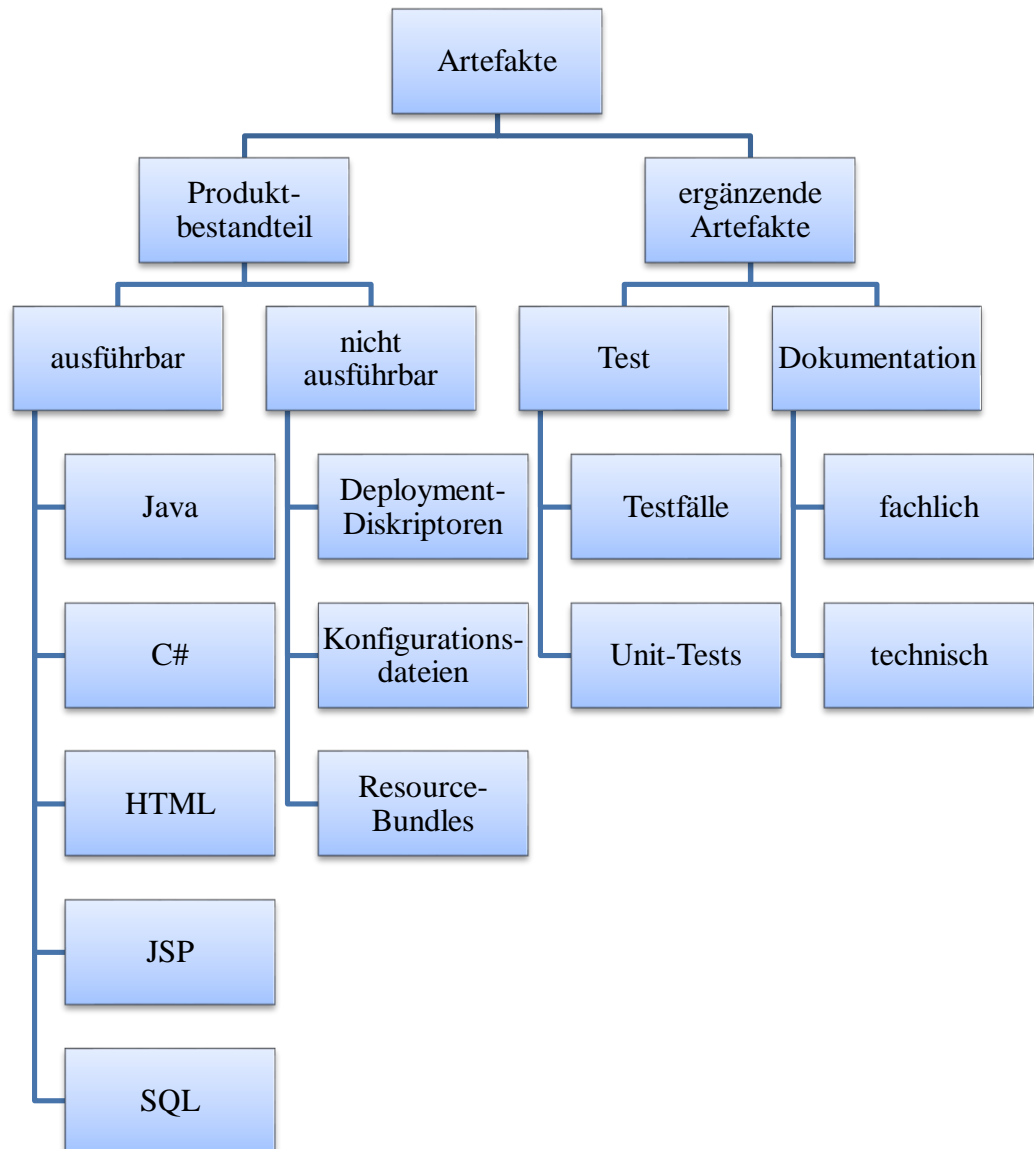 Artefakte
Produkt-
bestandteil
ergänzende
Artefakte
ausführbar
nicht
ausführbar
Test
Dokumentation
Java
Deployment-
Diskriptoren
Testfälle
fachlich
C#
Konfigurations-
dateien
Unit-Tests
technisch
HTML
Resource-
Bundles
JSP
SQL